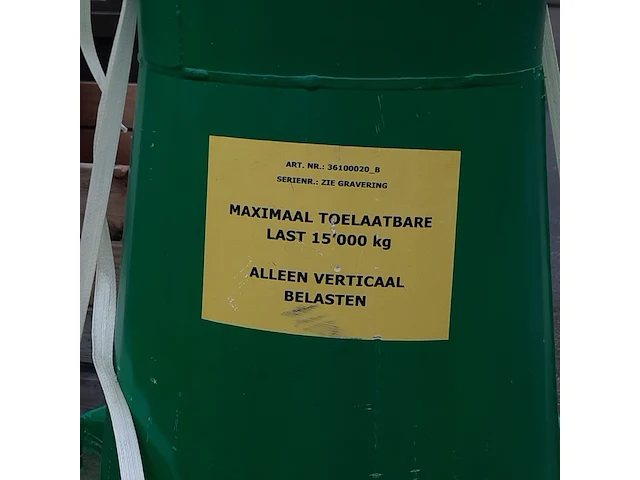 ART. NR.: 36100020_B
SERIENR.: ZIE GRAVERING
MAXIMAAL TOELAATBARE
LAST 15'000 kg
ALLEEN VERTICAAL
BELASTEN